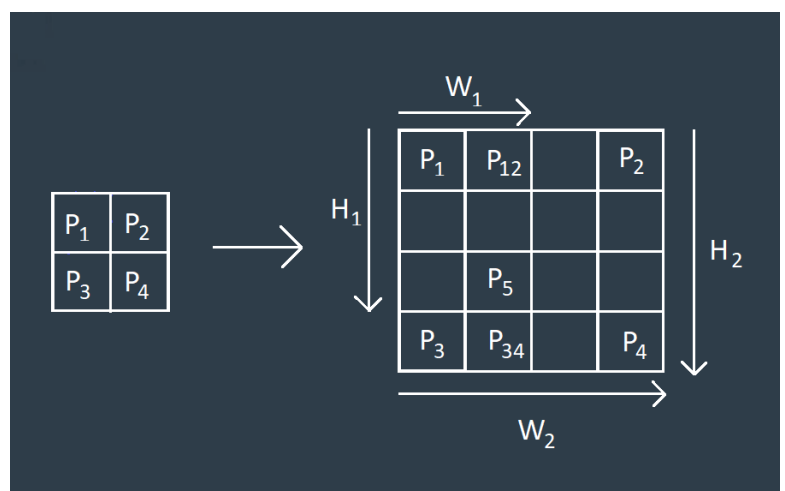 W₁
P₁ P₁₂ P₂
H₁
P₁ P₂
H₂
P₃ P₄
P₅
P₃ P₃₄ P₄
W₂